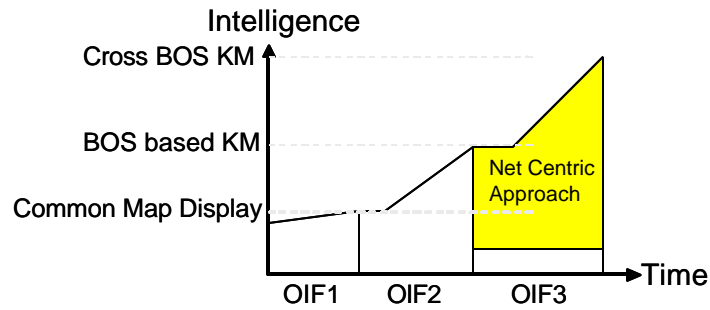 Intelligence
Cross BOS KM
BOS based KM
Net Centric
Approach
Common Map Display
Time
OIF1
OIF2
OIF3